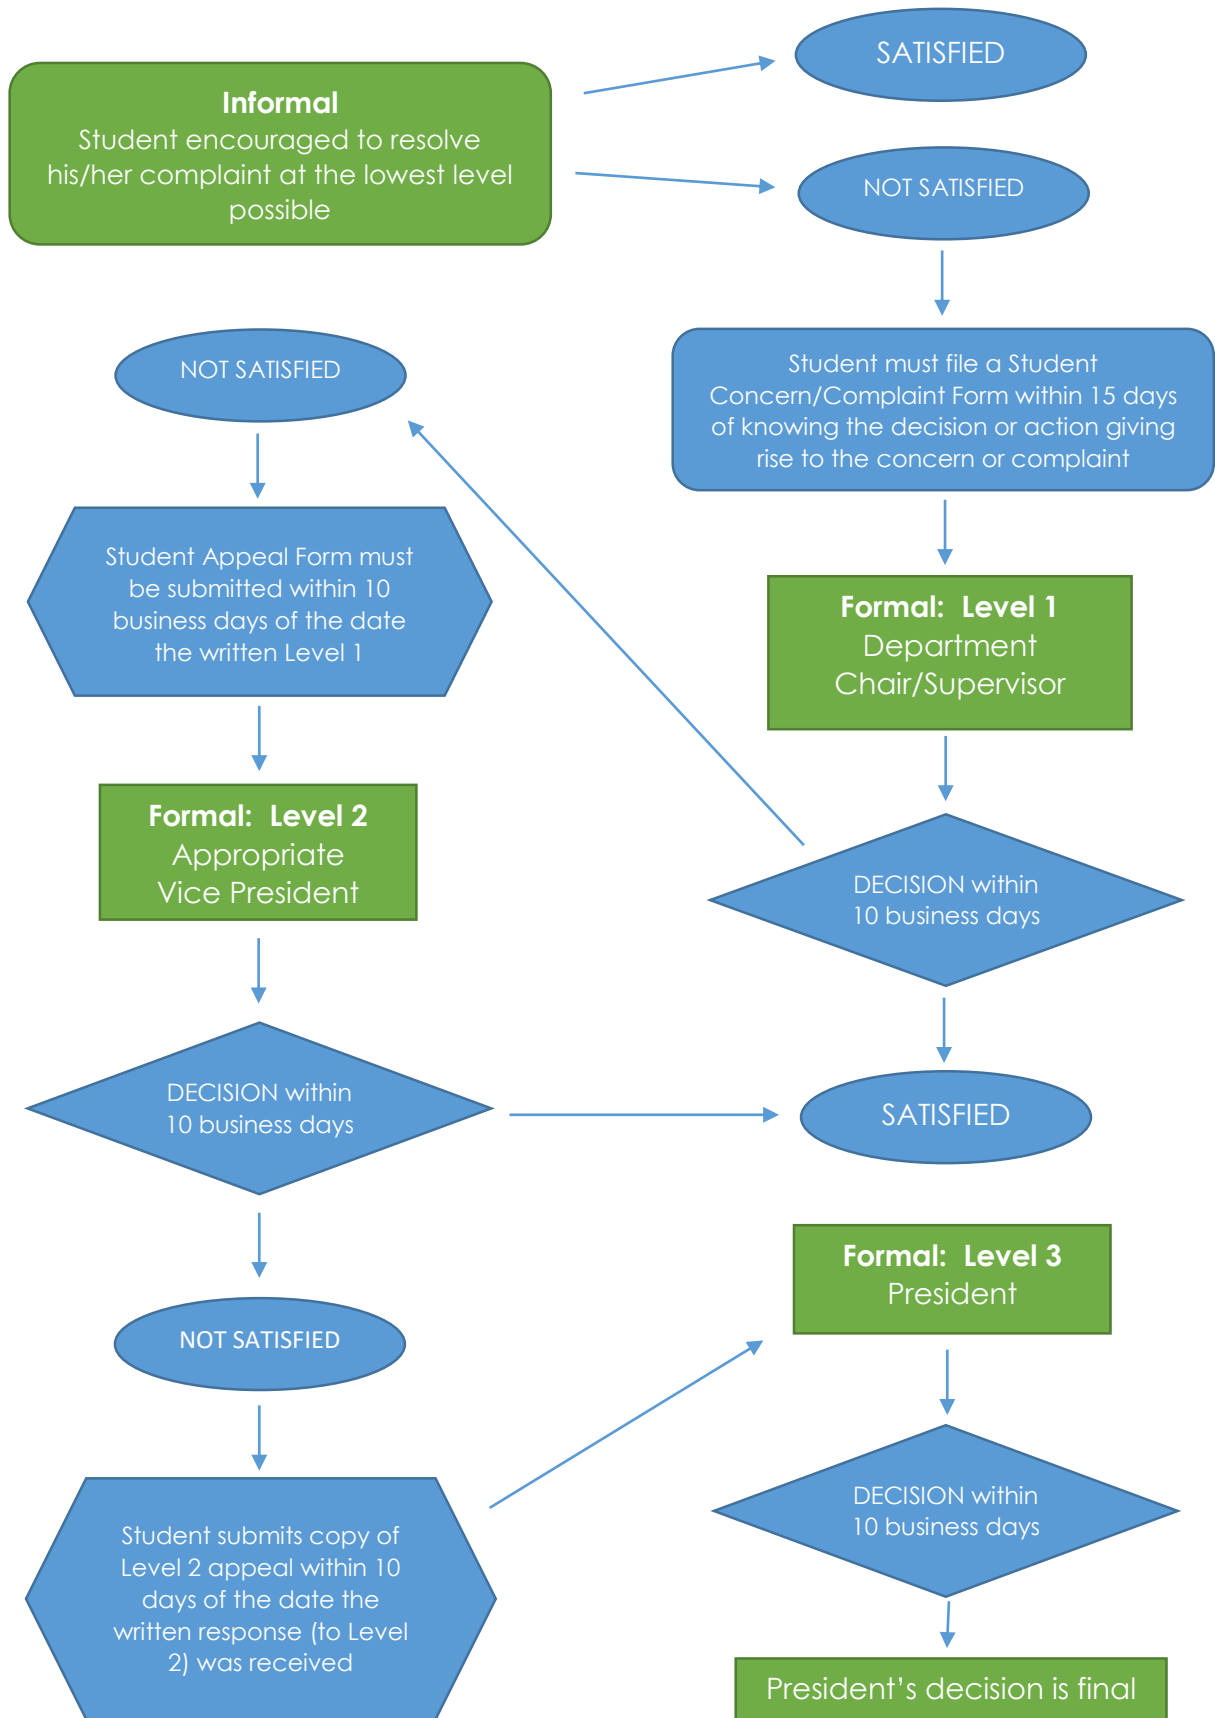 Informal
Student encouraged to resolve
his/her complaint at the lowest level
possible
SATISFIED
NOT SATISFIED
Student must file a Student
Concern/Complaint Form within 15 days
of knowing the decision or action giving
rise to the concern or complaint
Formal: Level 1
Department
Chair/Supervisor
DECISION within
10 business days
SATISFIED
NOT SATISFIED
Student Appeal Form must
be submitted within 10
business days of the date
the written Level 1
Formal: Level 2
Appropriate
Vice President
DECISION within
10 business days
NOT SATISFIED
Student submits copy of
Level 2 appeal within 10
days of the date the
written response (to Level
2) was received
Formal: Level 3
President
DECISION within
10 business days
President’s decision is final